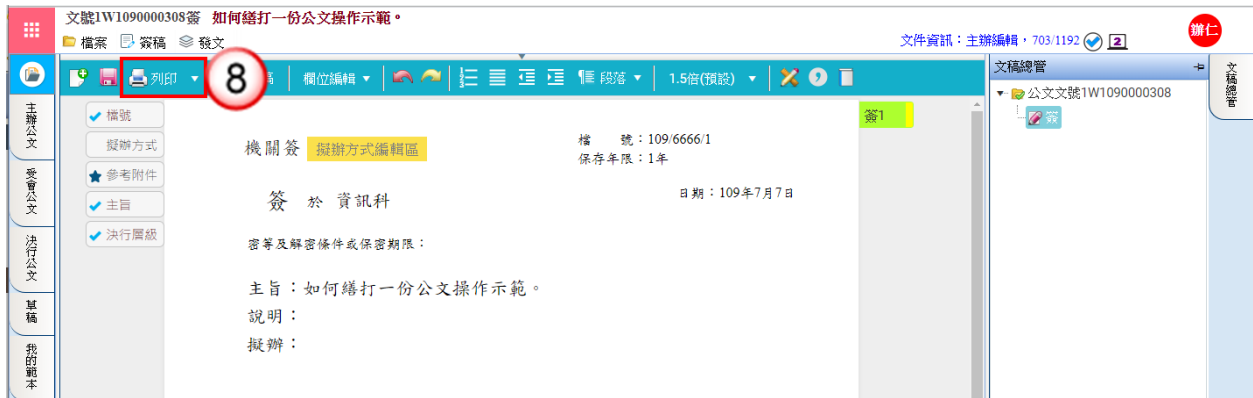 文號1W1090000308簽 如何繕打一份公文操作示範。
檔案 簽稿 發文
文件資訊：主辦編輯，703/1192 2
辦仁
列印 8 稿 欄位編輯 段落 1.5倍(預設)
文稿總管
公文文號1W1090000308
簽
文稿總管
主辦公文
受會公文
決行公文
草稿
我的範本
檔號
擬辦方式
參考附件
主旨
決行層級
簽1
機關簽 擬辦方式編輯區
檔 號：109/6666/1
保存年限：1年
簽 於 資訊科
日期：109年7月7日
密等及解密條件或保密期限：
主旨：如何繕打一份公文操作示範。
說明：
擬辦：